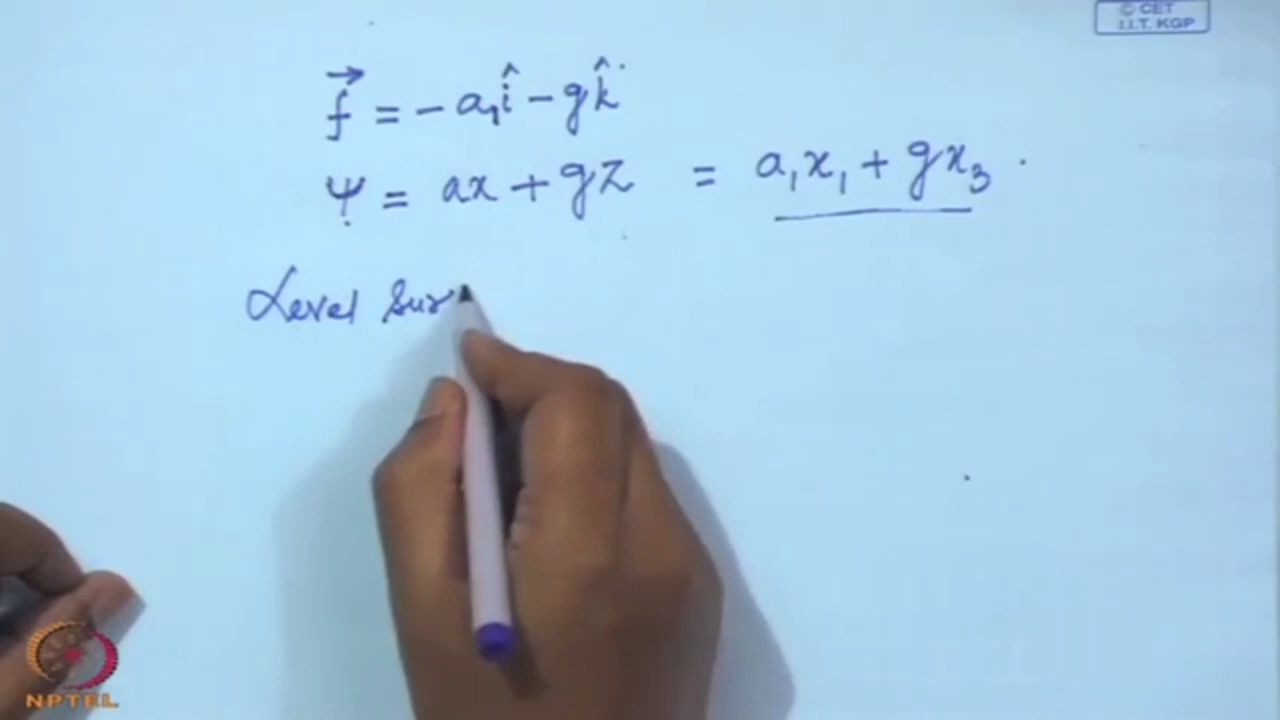 © CET
I.I.T. KGP
f⃗ = - a₁î - gk̂
Ψ = ax + gz = a₁x₁ + gx₃.
Level Sur
NPTEL